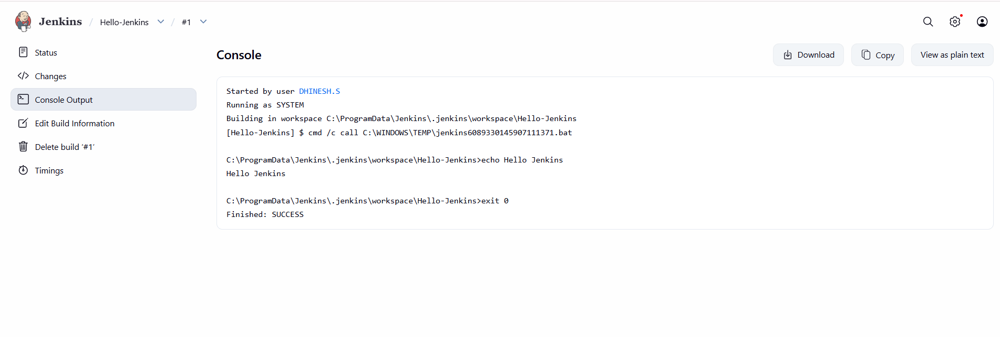 Jenkins / Hello-Jenkins / #1
Status
Changes
Console Output
Edit Build Information
Delete build ‘#1’
Timings
Console
Download
Copy
View as plain text
Started by user DHINESH.S
Running as SYSTEM
Building in workspace C:\ProgramData\Jenkins\.jenkins\workspace\Hello-Jenkins
[Hello-Jenkins] $ cmd /c call C:\WINDOWS\TEMP\jenkins6089330145907111371.bat
C:\ProgramData\Jenkins\.jenkins\workspace\Hello-Jenkins>echo Hello Jenkins
Hello Jenkins
C:\ProgramData\Jenkins\.jenkins\workspace\Hello-Jenkins>exit 0
Finished: SUCCESS